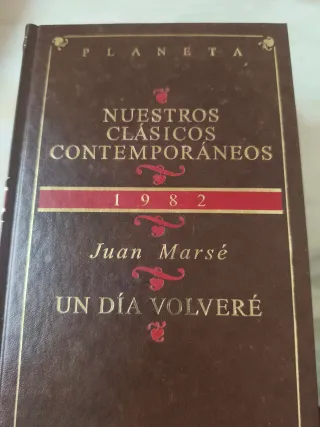 PLANETA
NUESTROS
CLÁSICOS
CONTEMPORÁNEOS
1982
Juan Marsé
UN DÍA VOLVERÉ